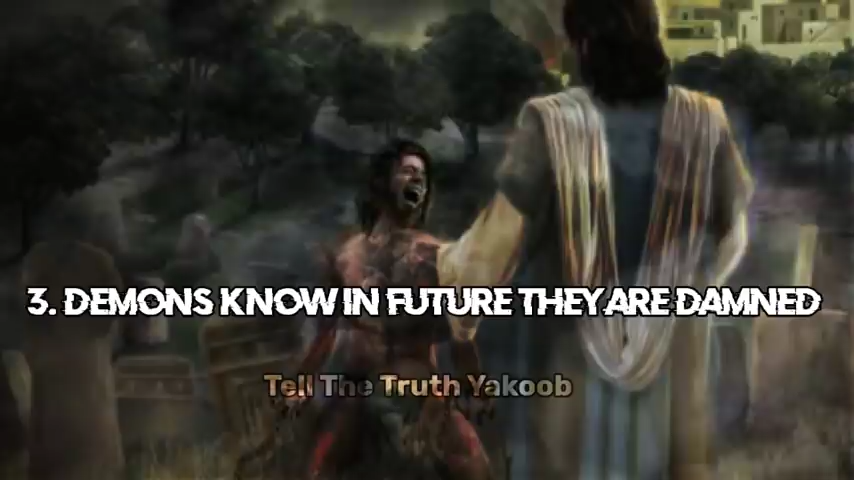 3. DEMONS KNOW IN FUTURE THEY ARE DAMNED
Tell The Truth Yakoob